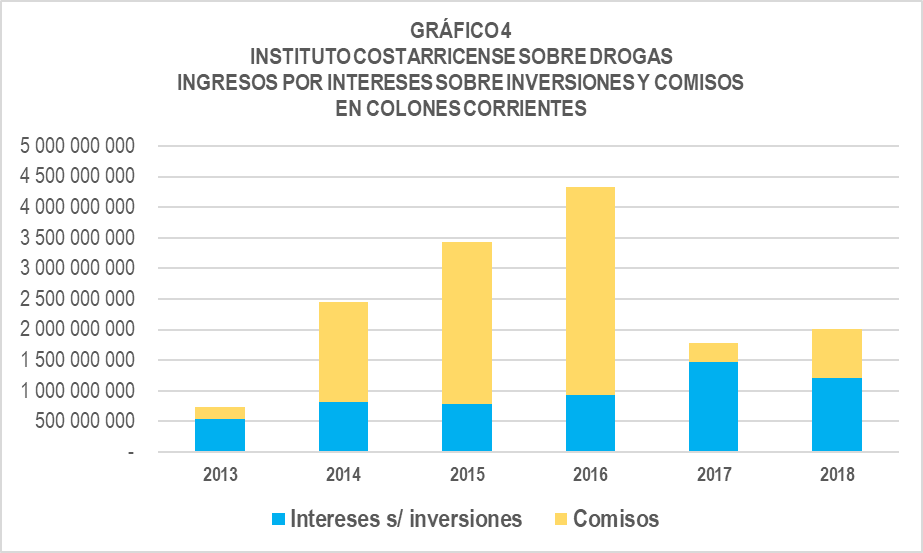 GRÁFICO 4
INSTITUTO COSTARRICENSE SOBRE DROGAS
INGRESOS POR INTERESES SOBRE INVERSIONES Y COMISOS
EN COLONES CORRIENTES
5 000 000 000
4 500 000 000
4 000 000 000
3 500 000 000
3 000 000 000
2 500 000 000
2 000 000 000
1 500 000 000
1 000 000 000
500 000 000
-
2013 2014 2015 2016 2017 2018
Intereses s/ inversiones Comisos